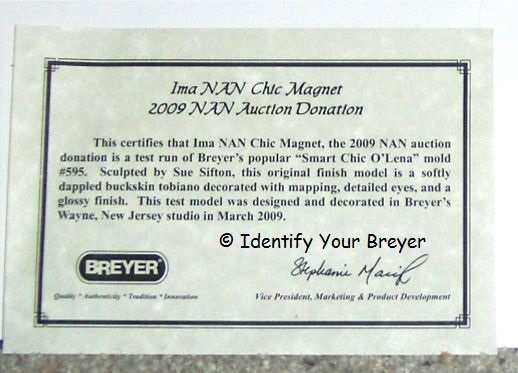 Ima NAN Chic Magnet
2009 NAN Auction Donation
This certifies that Ima NAN Chic Magnet, the 2009 NAN auction
donation is a test run of Breyer's popular "Smart Chic O'Lena" mold
#595. Sculpted by Sue Sifton, this original finish model is a softly
dappled buckskin tobiano decorated with mapping, detailed eyes, and a
glossy finish. This test model was designed and decorated in Breyer's
Wayne, New Jersey studio in March 2009.
© Identify Your Breyer
BREYER®
Stephanie
Quality * Authenticity * Tradition * Innovation
Vice President, Marketing & Product Development